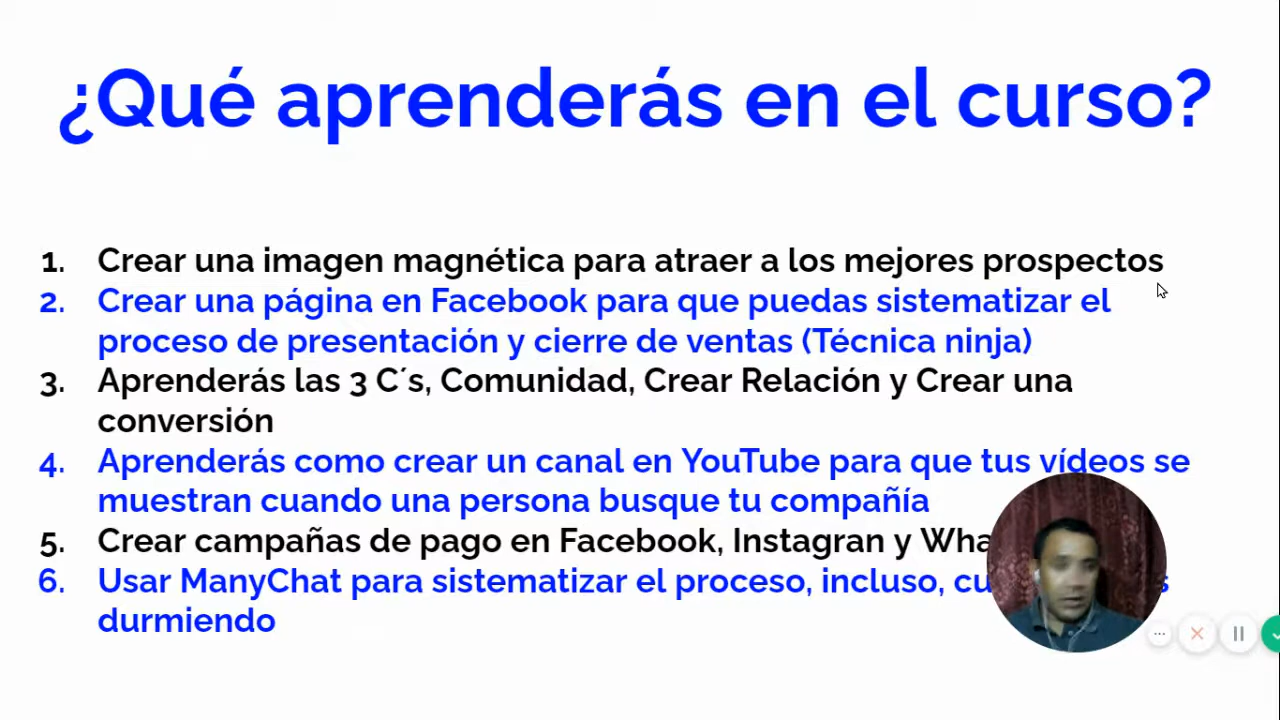 ¿Qué aprenderás en el curso?
1. Crear una imagen magnética para atraer a los mejores prospectos
2. Crear una página en Facebook para que puedas sistematizar el
proceso de presentación y cierre de ventas (Técnica ninja)
3. Aprenderás las 3 C´s, Comunidad, Crear Relación y Crear una
conversión
4. Aprenderás como crear un canal en YouTube para que tus vídeos se
muestran cuando una persona busque tu compañía
5. Crear campañas de pago en Facebook, Instagran y
6. Usar ManyChat para sistematizar el proceso, incluso,
durmiendo